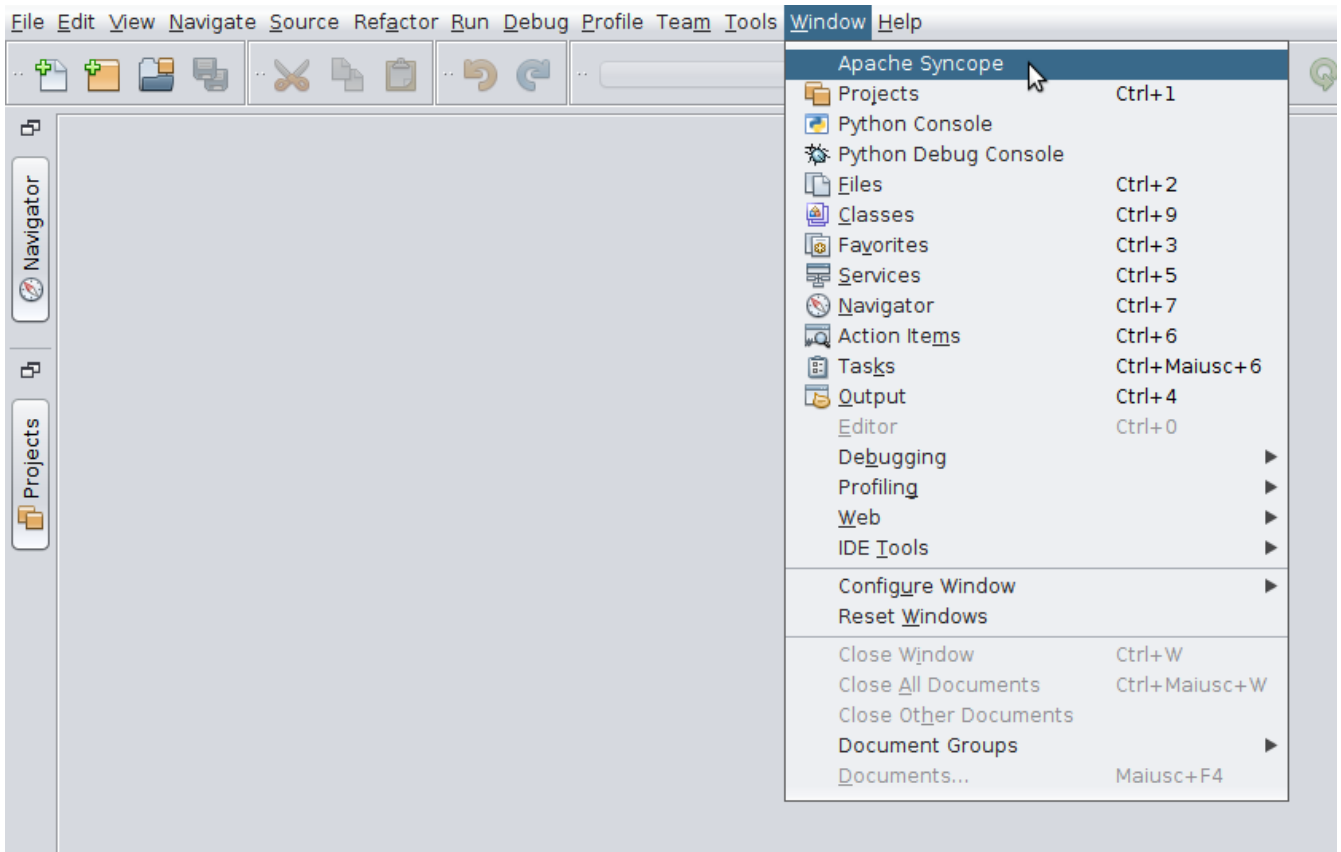 File Edit View Navigate Source Refactor Run Debug Profile Team Tools Window Help
Apache Syncope
Projects Ctrl+1
Python Console
Python Debug Console
Files Ctrl+2
Classes Ctrl+9
Favorites Ctrl+3
Services Ctrl+5
Navigator Ctrl+7
Action Items Ctrl+6
Tasks Ctrl+Maiusc+6
Output Ctrl+4
Editor Ctrl+0
Debugging
Profiling
Web
IDE Tools
Configure Window
Reset Windows
Close Window Ctrl+W
Close All Documents Ctrl+Maiusc+W
Close Other Documents
Document Groups
Documents... Maiusc+F4
Navigator
Projects